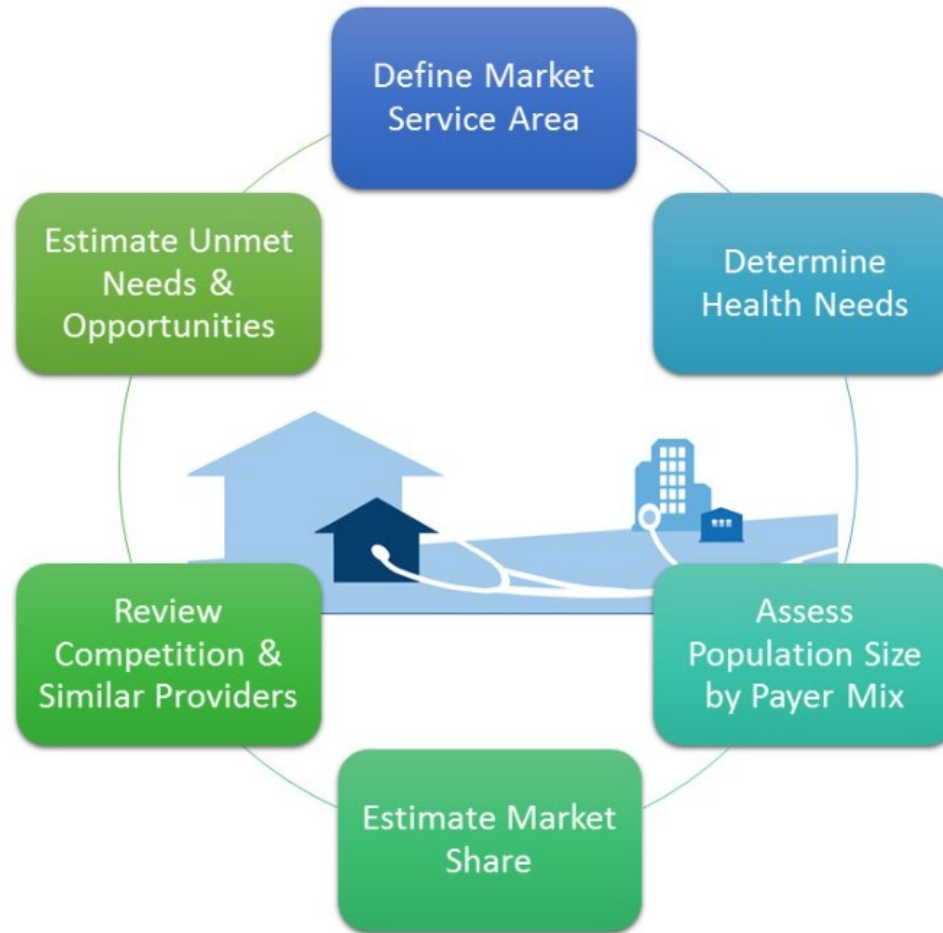 Define Market
Service Area
Determine
Health Needs
Assess
Population Size
by Payer Mix
Estimate Market
Share
Review
Competition &
Similar Providers
Estimate Unmet
Needs &
Opportunities